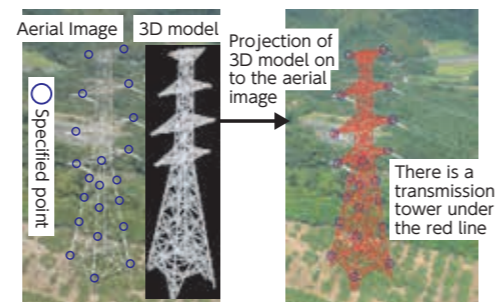 Aerial Image
3D model
Specified point
Projection of
3D model on
to the aerial
image
There is a
transmission
tower under
the red line